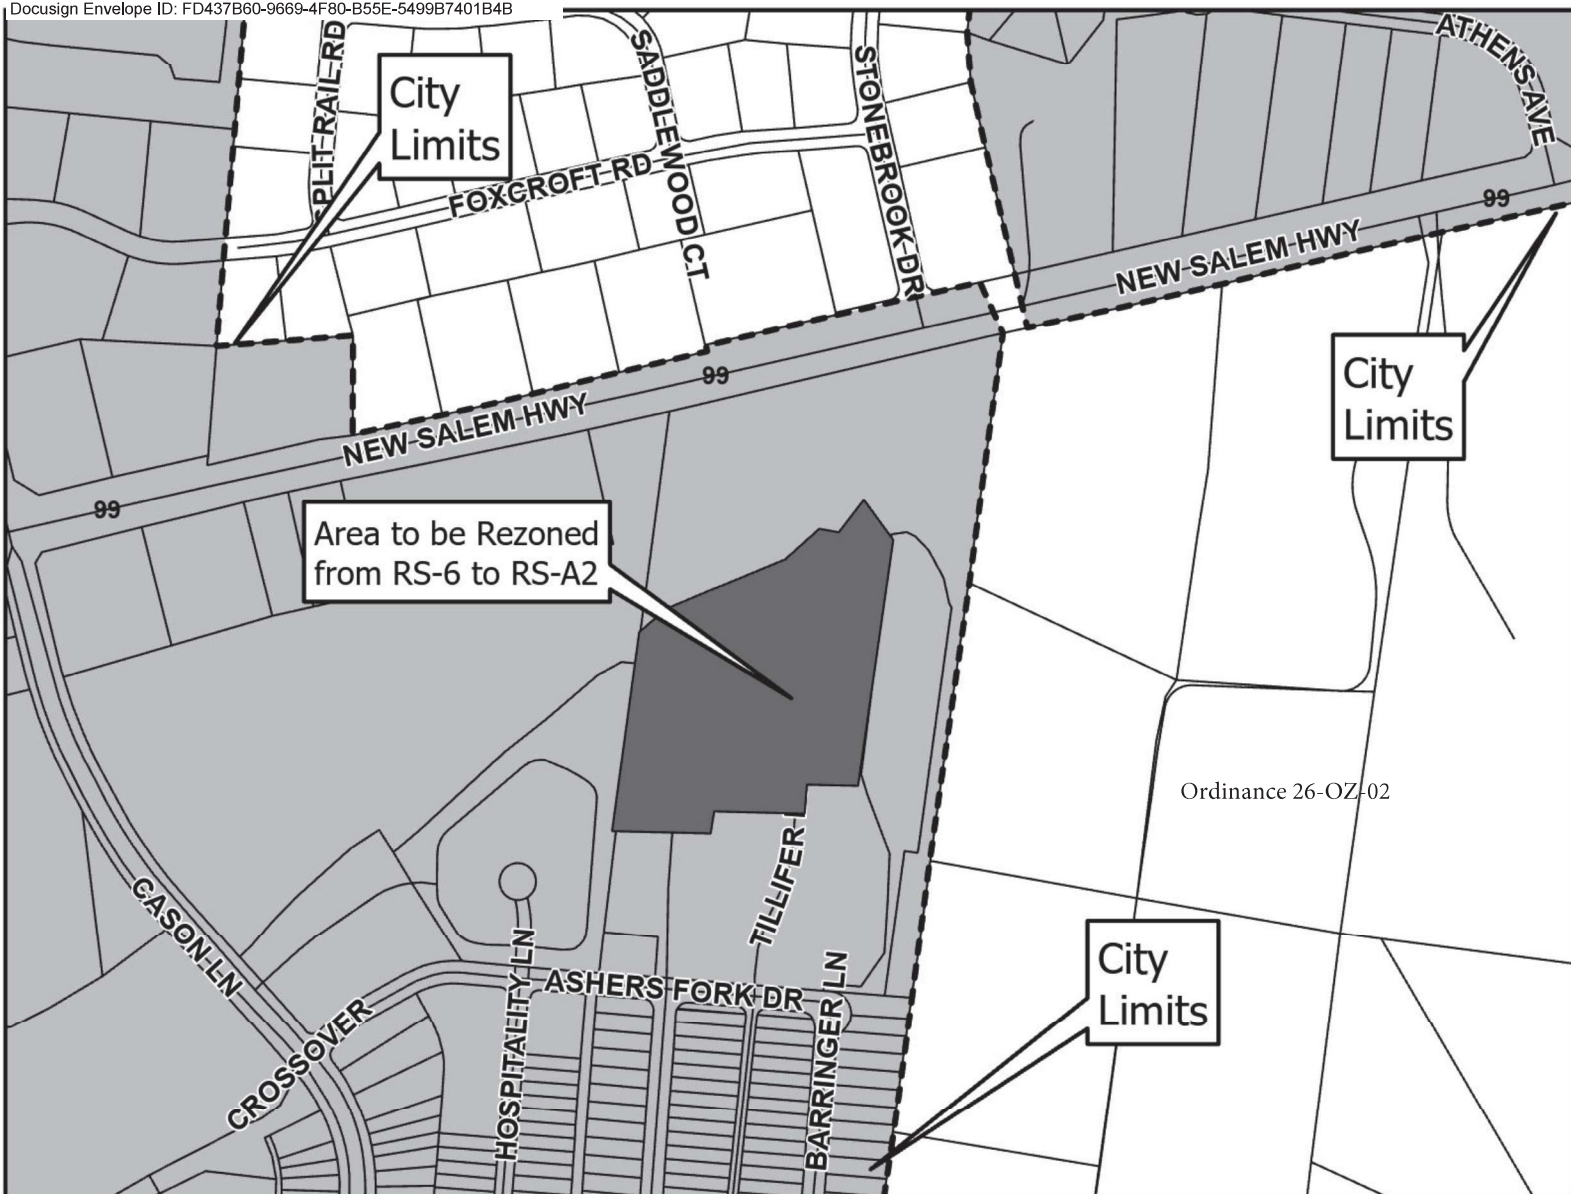 Docusign Envelope ID: FD437B60-9669-4F80-B55E-5499B7401B4B
SPLIT RAIL RD
City
Limits
SADDLEWOOD CT
STONEBROOK DR
ATHENS AVE
FOXCROFT RD
99
NEW SALEM HWY
City
Limits
99
NEW SALEM HWY
99
Area to be Rezoned
from RS-6 to RS-A2
Ordinance 26-OZ-02
TILLIFER
CASON LN
City
Limits
HOSPITALITY LN
ASHERS FORK DR
BARRINGER LN
CROSSOVER